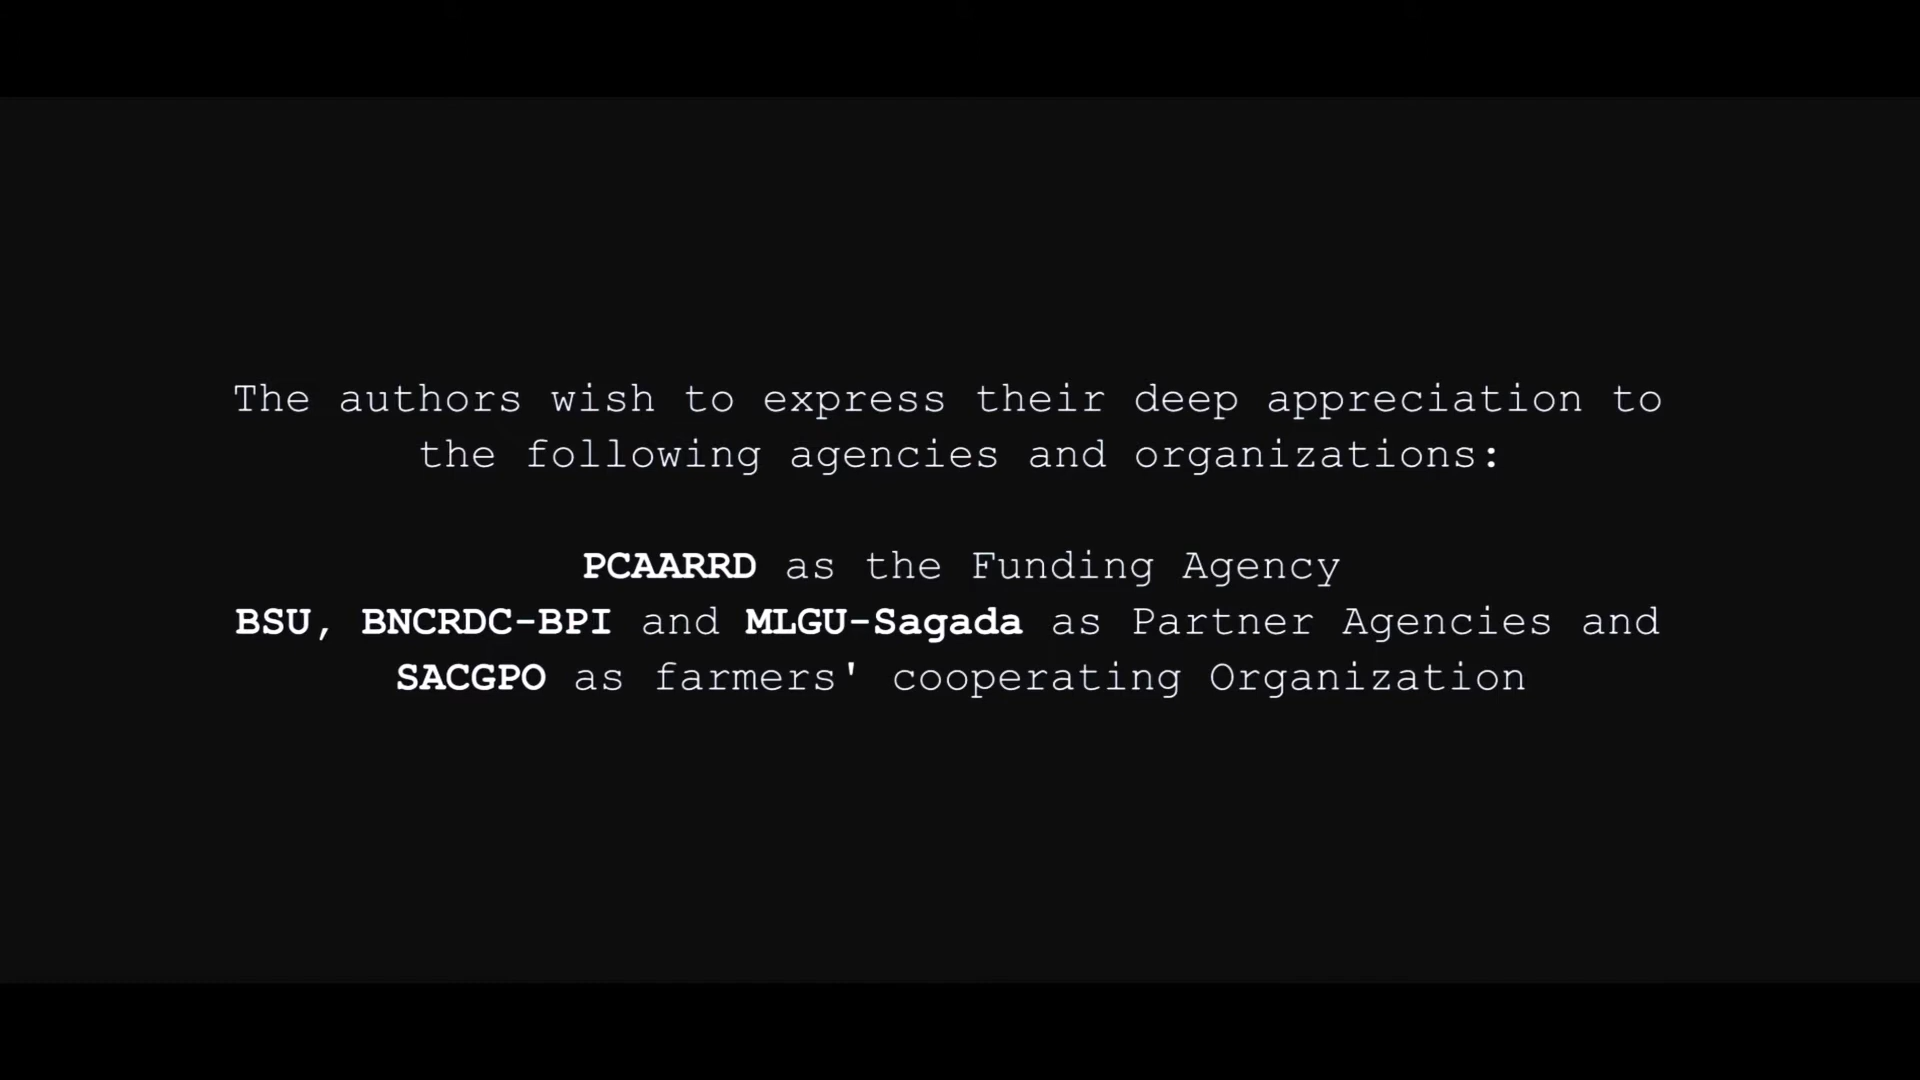 The authors wish to express their deep appreciation to
the following agencies and organizations:
PCAARRD as the Funding Agency
BSU, BNCRDC-BPI and MLGU-Sagada as Partner Agencies and
SACGPO as farmers' cooperating Organization